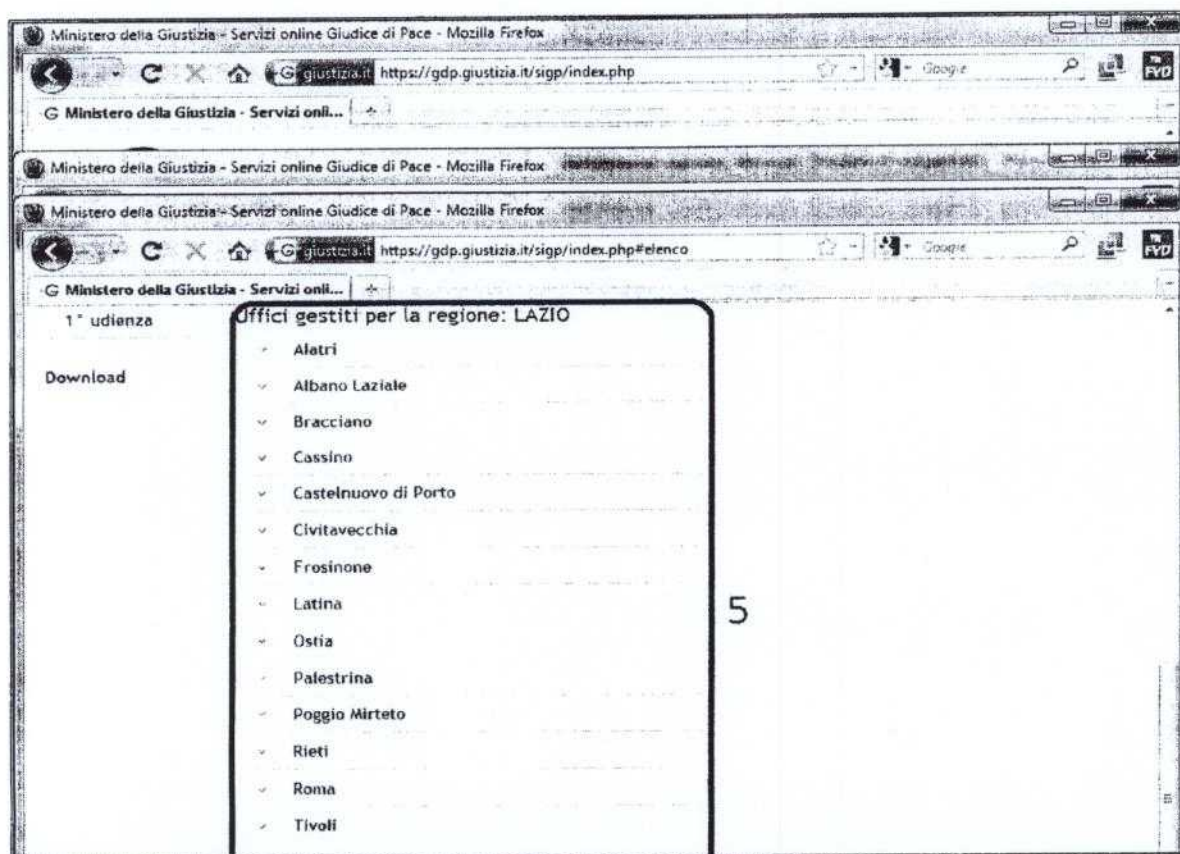 Ministero della Giustizia - Servizi online Giudice di Pace - Mozilla Firefox
giustizia.it https://gdp.giustizia.it/sigp/index.php
Google
FYD
G Ministero della Giustizia - Servizi onli...
Ministero della Giustizia - Servizi online Giudice di Pace - Mozilla Firefox
Ministero della Giustizia - Servizi online Giudice di Pace - Mozilla Firefox
G giustizia.it https://gdp.giustizia.it/sigp/index.php#elenco
Google
FYD
G Ministero della Giustizia - Servizi onli...
1° udienza
Download
Uffici gestiti per la regione: LAZIO
Alatri
Albano Laziale
Bracciano
Cassino
Castelnuovo di Porto
Civitavecchia
Frosinone
Latina
Ostia
Palestrina
Poggio Mirteto
Rieti
Roma
Tivoli
5